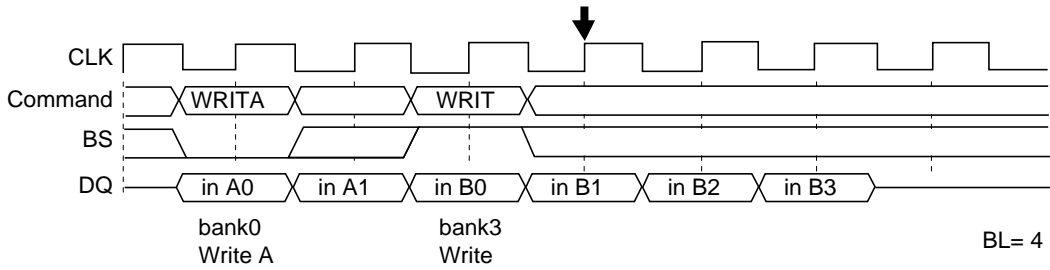 CLK
Command WRITA WRIT
BS
DQ in A0 in A1 in B0 in B1 in B2 in B3
bank0 bank3
Write A Write BL= 4